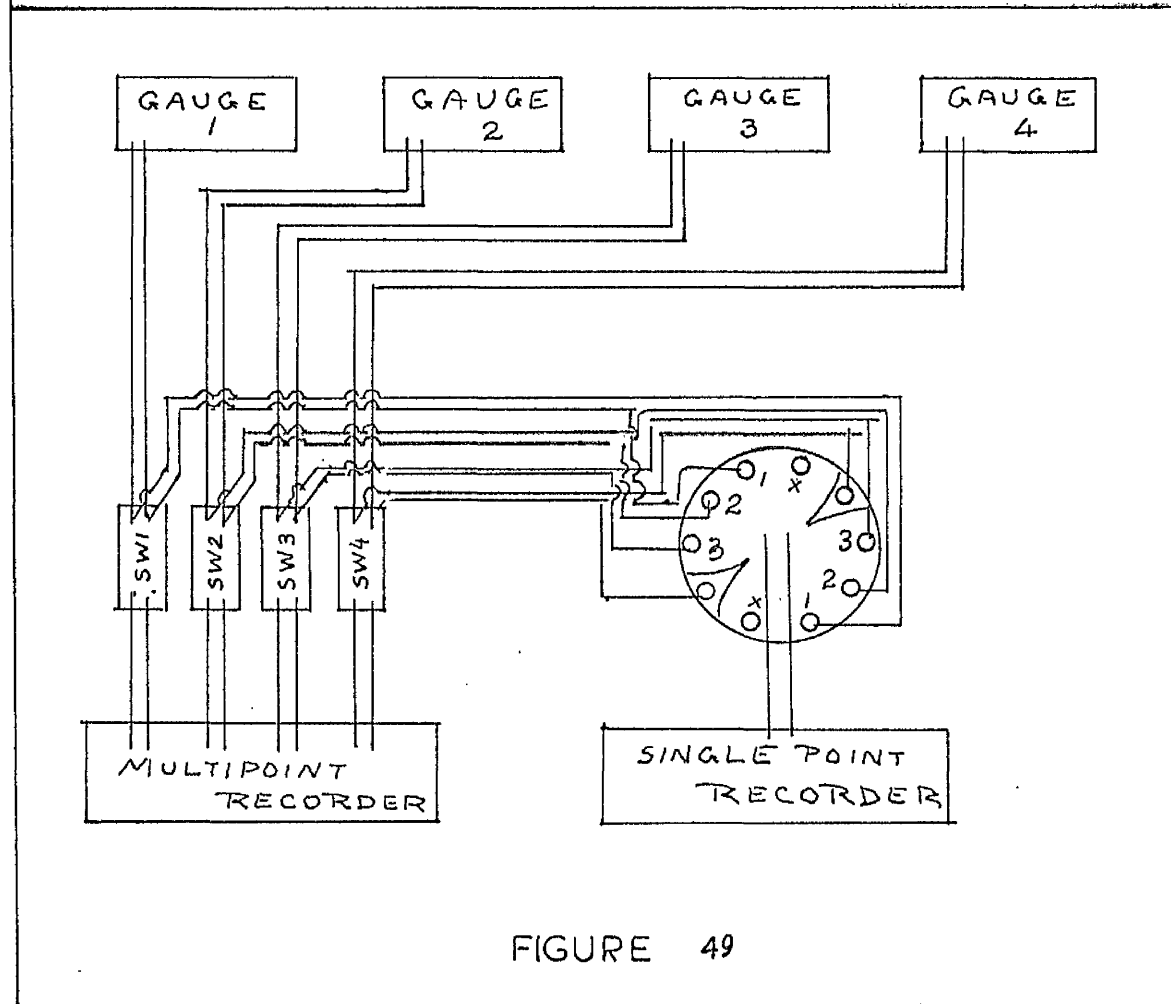 GAUGE
1
GAUGE
2
GAUGE
3
GAUGE
4
SW1
SW2
SW3
SW4
1
X
2
3
3
2
X
1
MULTIPOINT
RECORDER
SINGLE POINT
RECORDER
FIGURE 49